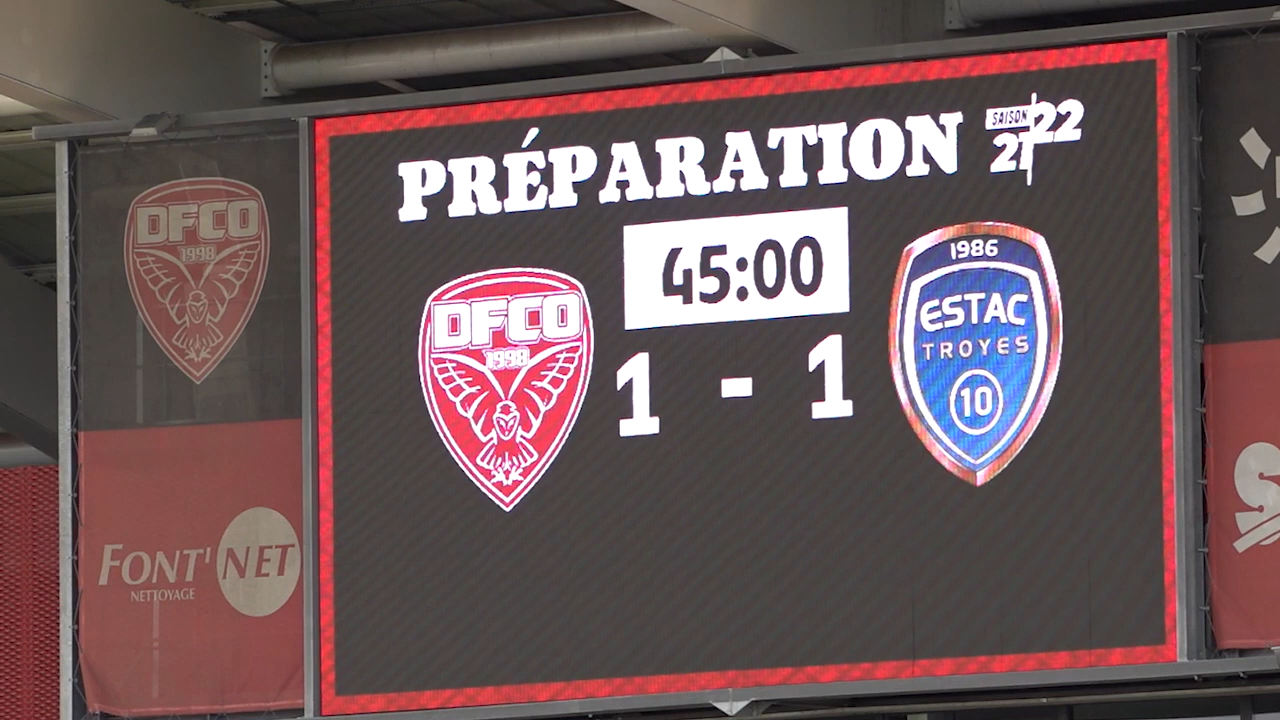 PRÉPARATION
SAISON
21 22
45:00
DFCO
1998
1 - 1
1986
ESTAC
TROYES
10
DFCO
1998
FONT'NET
NETTOYAGE